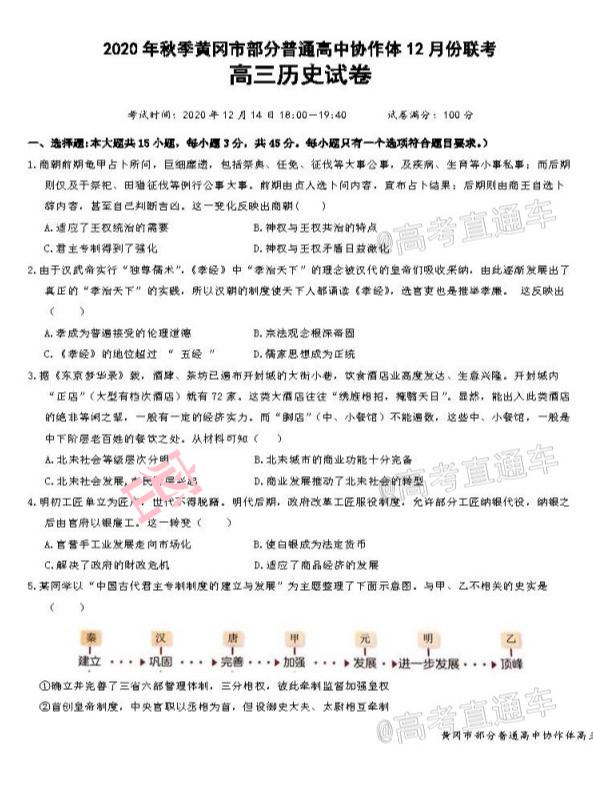 2020年秋季黄冈市部分普通高中协作体12月份联考
高三历史试卷
考试时间：2020年12月14日18:00—19:40 试卷满分：100分
一、选择题:本大题共15小题，每小题3分，共45分。每小题只有一个选项符合题目要求。）
1.商朝前期龟甲占卜所问，巨细靡遗，包括祭典、任免、征伐等大事公事，及疾病、生育等小事私事；而后期
则仅及于祭祀、田猎征伐等例行公事大事。前期由贞人选卜问内容，宣布占卜结果；后期则由商王自选卜
辞内容，甚至自己判断吉凶。这一变化反映出商朝（ ）
A.适应了王权统治的需要 B.神权与王权共治的特点
C.君主专制得到了强化 D.神权与王权矛盾日益激化
2.由于汉武帝实行“独尊儒术”，《孝经》中“孝治天下”的理念被汉代的皇帝们吸收采纳，由此逐渐发展出了
真正的“孝治天下”的实践，所以汉朝的制度使天下人都诵读《孝经》，选官吏也是推举孝廉。 这反映出
（ ）
A.孝成为普遍接受的伦理道德 B.宗法观念根深蒂固
C.《孝经》的地位超过 “ 五经 ” D.儒家思想成为正统
3.据《东京梦华录》载，酒肆、茶坊已遍布开封城的大街小巷，饮食酒店业高度发达、生意兴隆。开封城内
“正店”（大型有档次酒店）就有72家。这类大酒店往往“绣旆相招，掩翳天日”。显然，能出入此类酒店
的绝非等闲之辈，一般有一定的经济实力。而“脚店”（中、小餐馆）不能遍数，这些中、小餐馆，一般是
中下阶层老百姓的餐饮之处。从材料可知（ ）
A.北宋社会等级层次分明 B.北宋城市的商业功能十分完备
C.北宋社会发展,市民阶层兴起 D.商业发展推动了北宋社会的转型
4.明初工匠单立为匠户，世代不得脱籍。明代后期，政府改革工匠服役制度，允许部分工匠纳银代役，纳银之
后由官府以银雇工。这一转变（ ）
A.官营手工业发展走向市场化 B.使白银成为法定货币
C.解决了政府的财政危机 D.适应了商品经济的发展
5.某同学以“中国古代君主专制制度的建立与发展”为主题整理了下面示意图。与甲、乙不相关的史实是
（ ）
秦 汉 唐 甲 元 明 乙
建立 巩固 完善 加强 发展 进一步发展 顶峰
①确立并完善了三省六部管理体制，三分相权，彼此牵制监督加强皇权
②首创皇帝制度，中央官职以丞相为首，但设御史大夫、太尉相互牵制
黄冈市部分普通高中协作体高三
@高考直通车
@高考直通车
@高考直通车